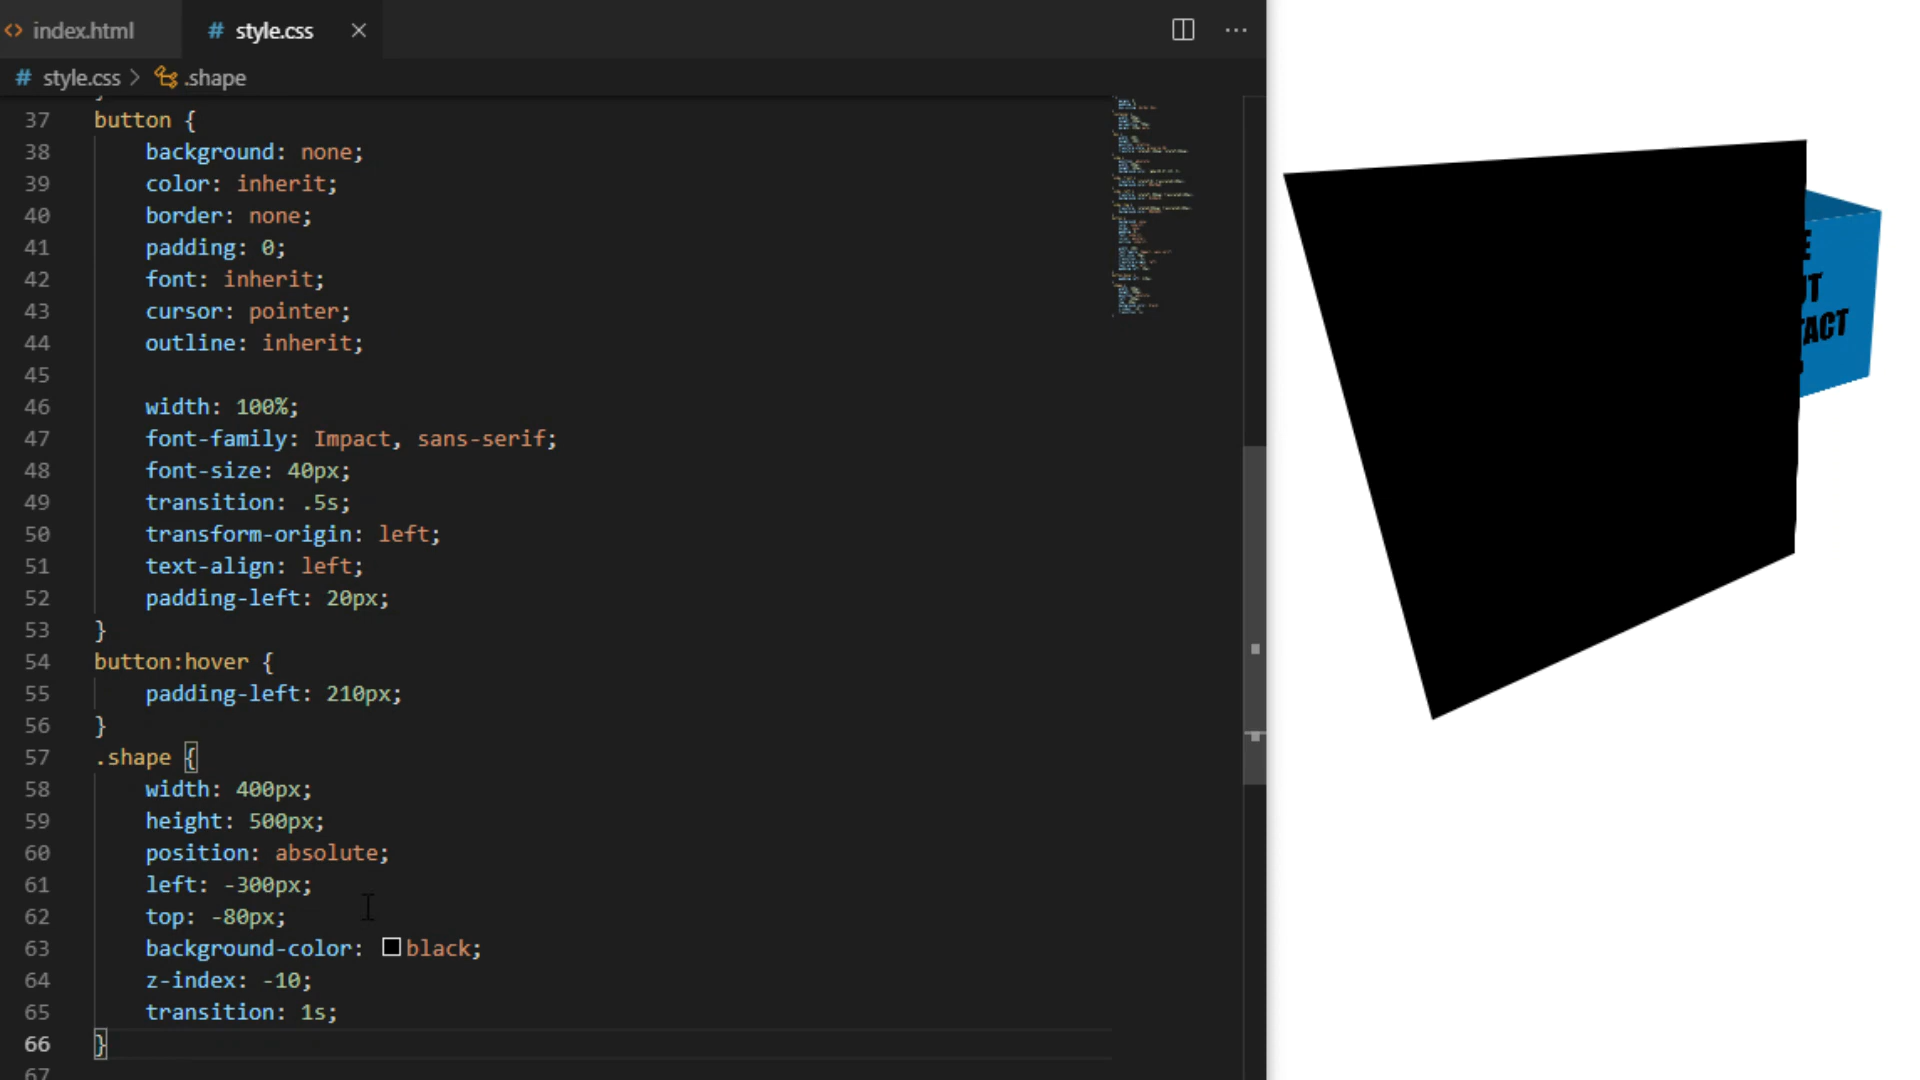 index.html
style.css
style.css > .shape
37 button {
38 background: none;
39 color: inherit;
40 border: none;
41 padding: 0;
42 font: inherit;
43 cursor: pointer;
44 outline: inherit;
45
46 width: 100%;
47 font-family: Impact, sans-serif;
48 font-size: 40px;
49 transition: .5s;
50 transform-origin: left;
51 text-align: left;
52 padding-left: 20px;
53 }
54 button:hover {
55 padding-left: 210px;
56 }
57 .shape {
58 width: 400px;
59 height: 500px;
60 position: absolute;
61 left: -300px;
62 top: -80px;
63 background-color: black;
64 z-index: -10;
65 transition: 1s;
66 }
67
E
UT
TACT